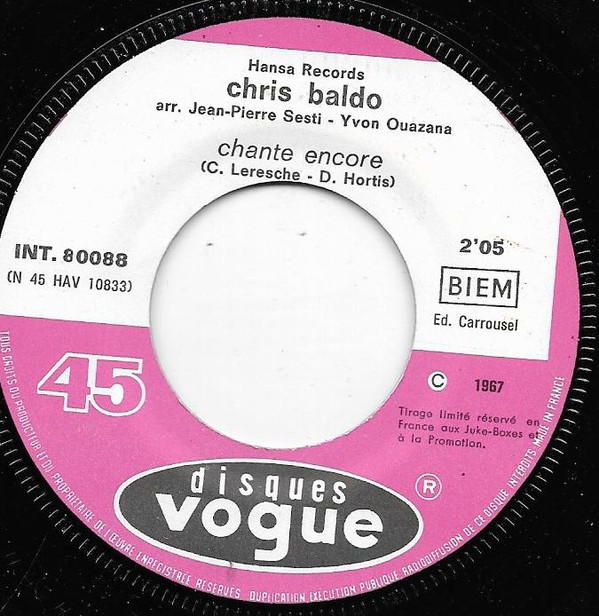 Hansa Records
chris baldo
arr. Jean-Pierre Sesti - Yvon Ouazana
chante encore
(C. Leresche - D. Hortis)
INT. 80088
(N 45 HAV 10833)
2'05
BIEM
Ed. Carrousel
45
© 1967
Tirage limité réservé en
France aux Juke-Boxes et
à la Promotion.
disques
vogue
®
TOUS DROITS DU PRODUCTEUR ET DU PROPRIETAIRE DE L'ŒUVRE ENREGISTRÉE RESERVES DUPLICATION EXECUTION PUBLIQUE RADIODIFFUSION DE CE DISQUE INTERDITS MADE IN FRANCE